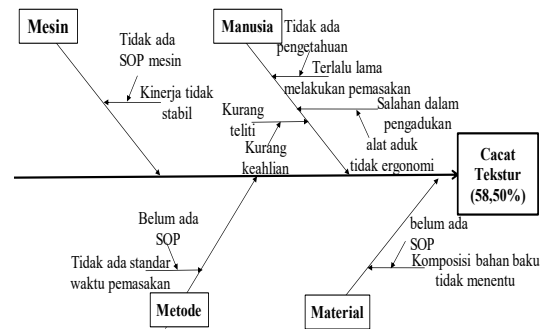 Mesin
Manusia
Tidak ada
SOP mesin
Kinerja tidak
stabil
Tidak ada
pengetahuan
Terlalu lama
melakukan pemasakan
Kurang
teliti
Kurang
keahlian
Salahan dalam
pengadukan
alat aduk
tidak ergonomi
Cacat
Tekstur
(58,50%)
Belum ada
SOP
Tidak ada standar
waktu pemasakan
Metode
belum ada
SOP
Komposisi bahan baku
tidak menentu
Material